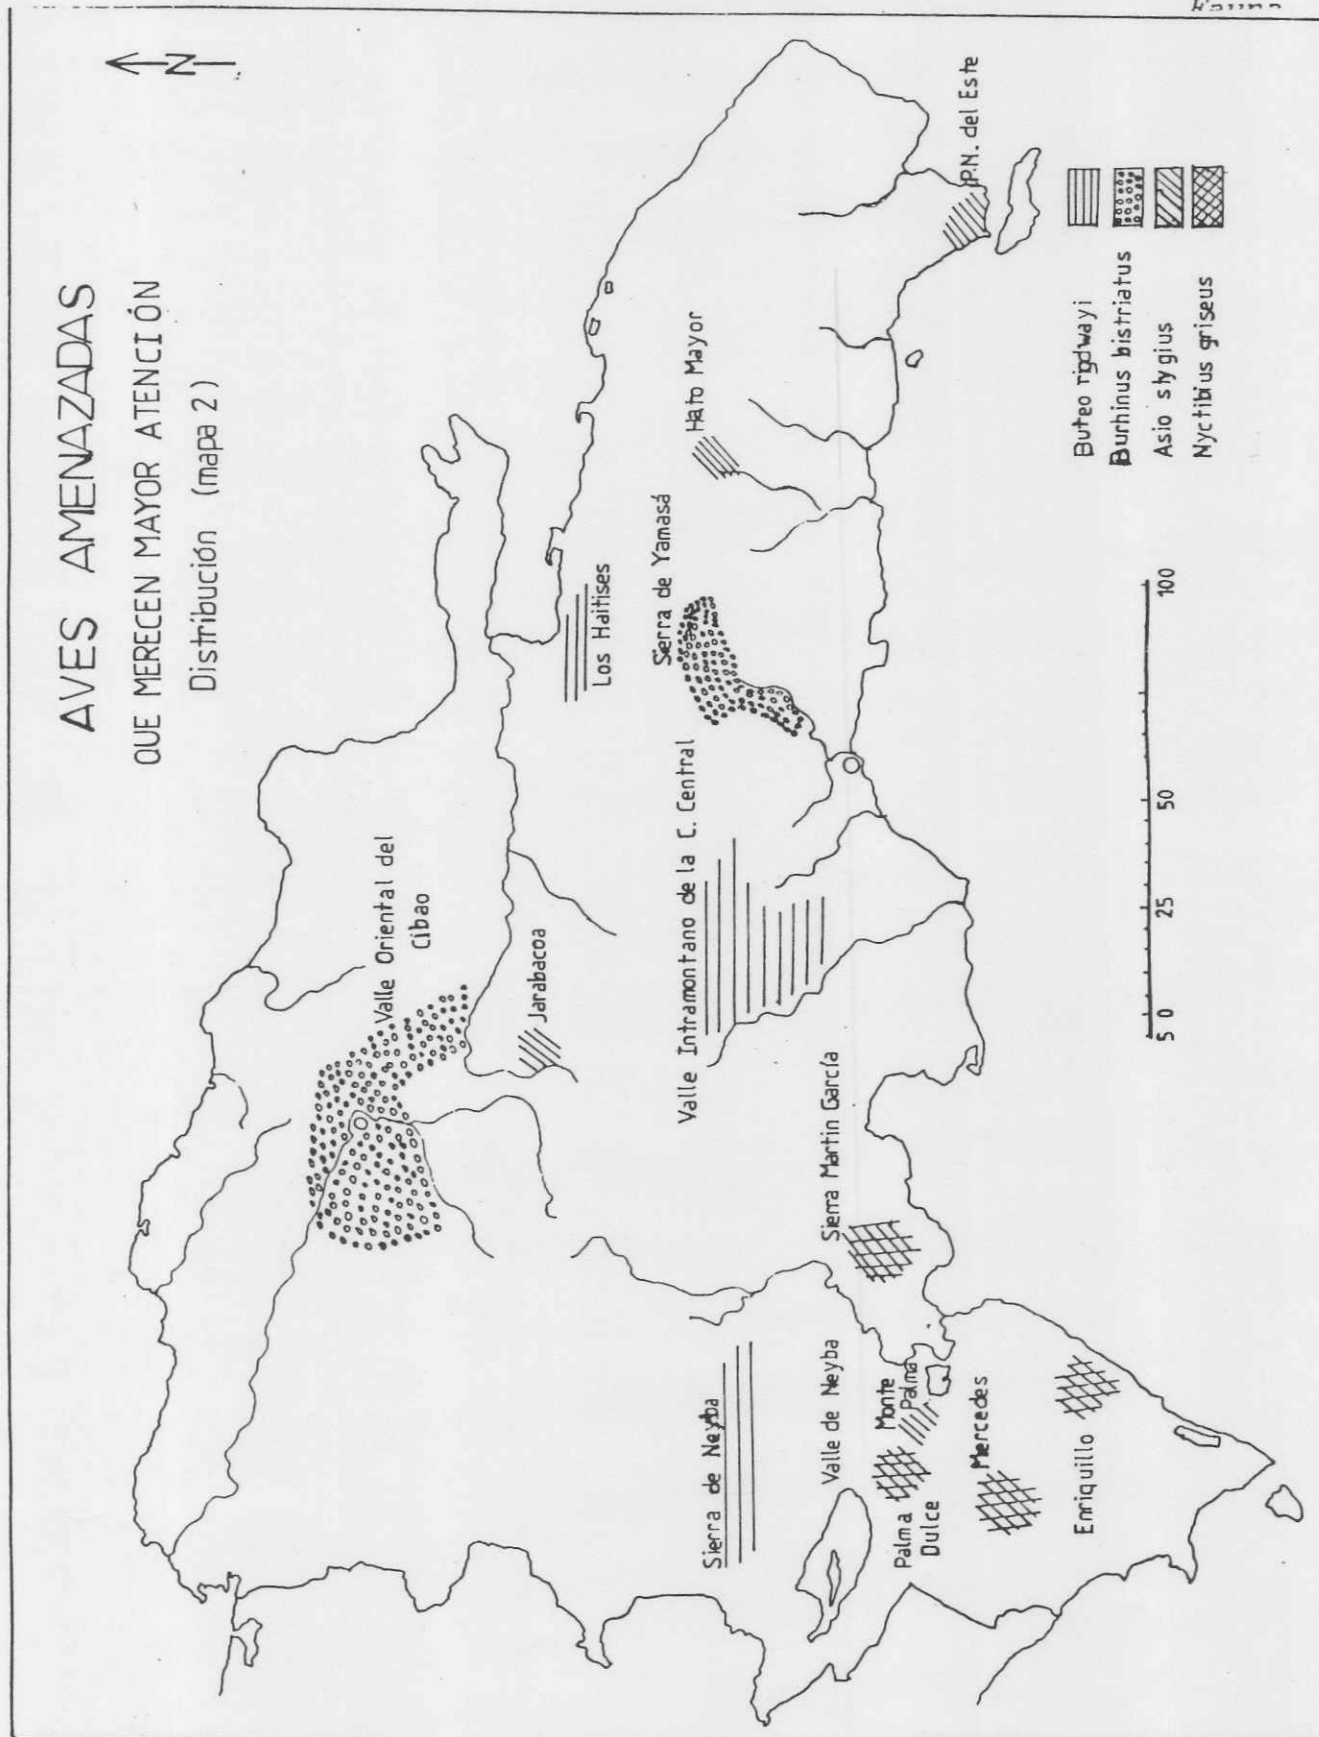 AVES AMENAZADAS
QUE MERECEN MAYOR ATENCIÓN
Distribución (mapa 2)
N
Valle Oriental del
Cibao
Jarabacoa
Los Haitises
Sierra de Yamasá
Hato Mayor
P.N. del Este
Valle Intramontano de la C. Central
Sierra Martin García
Sierra de Neyba
Valle de Neyba
Monte
Palma
Palma
Dulce
Mercedes
Enriquillo
Buteo rigdwayi
Burhinus bistriatus
Asio stygius
Nyctibius griseus
5 0 25 50 100